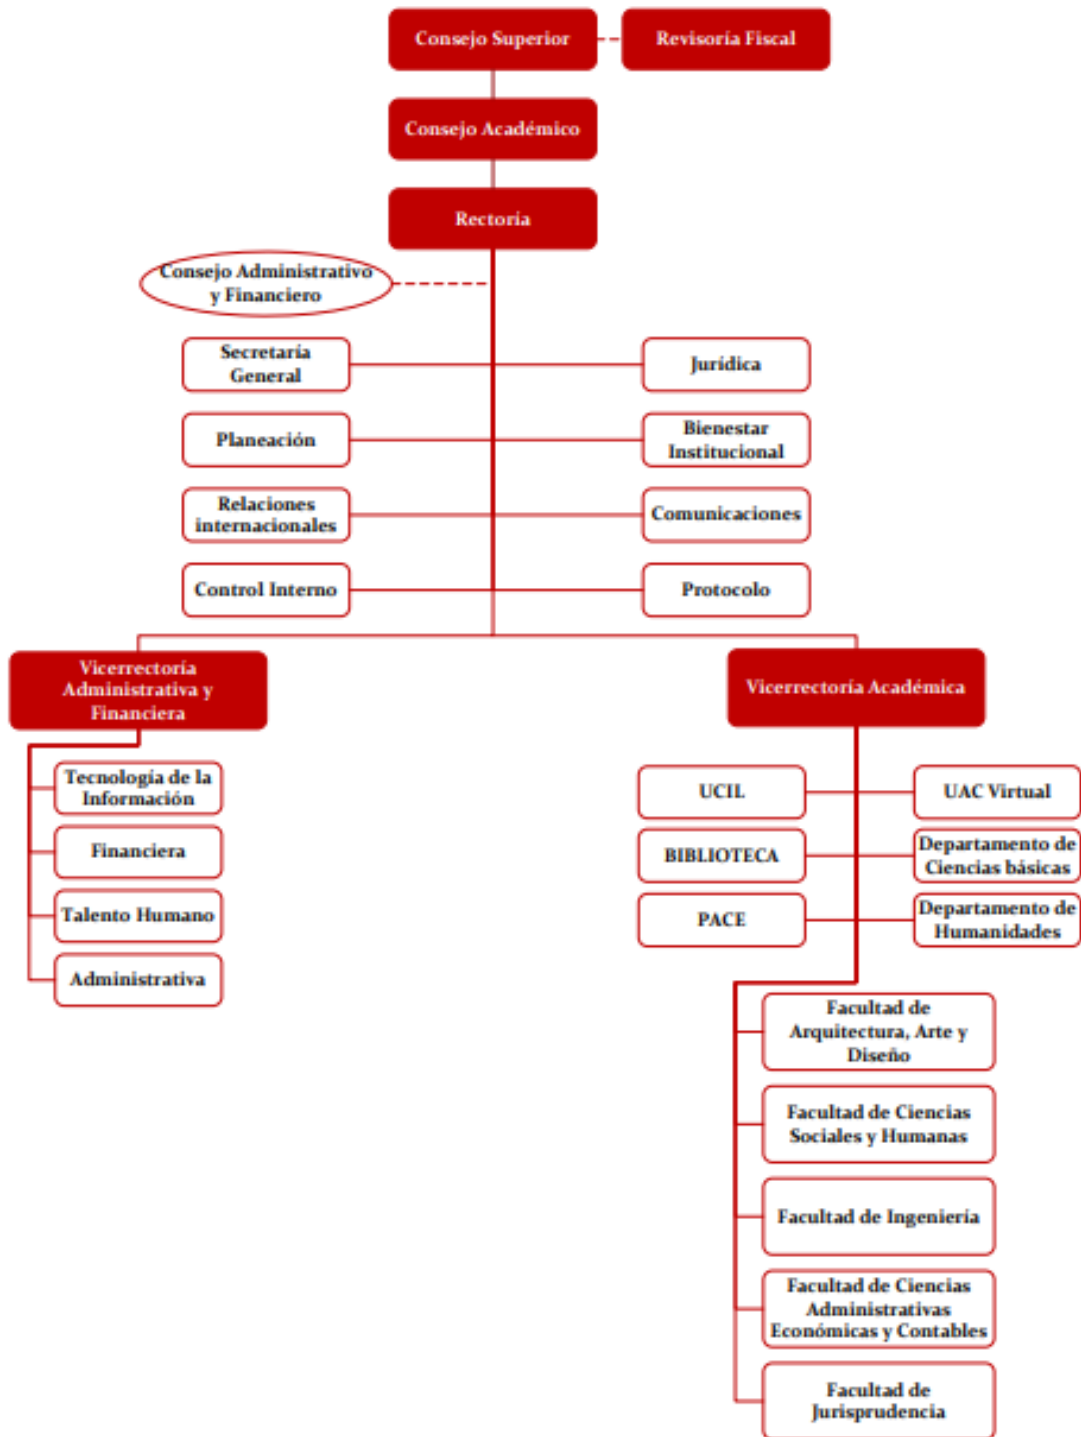 Consejo Superior
Revisoría Fiscal
Consejo Académico
Rectoría
Consejo Administrativo
y Financiero
Secretaría
General
Jurídica
Planeación
Bienestar
Institucional
Relaciones
internacionales
Comunicaciones
Control Interno
Protocolo
Vicerrectoría
Administrativa y
Financiera
Vicerrectoría Académica
Tecnología de la
Información
Financiera
Talento Humano
Administrativa
UCIL
UAC Virtual
BIBLIOTECA
Departamento de
Ciencias básicas
PACE
Departamento de
Humanidades
Facultad de
Arquitectura, Arte y
Diseño
Facultad de Ciencias
Sociales y Humanas
Facultad de Ingeniería
Facultad de Ciencias
Administrativas
Económicas y Contables
Facultad de
Jurisprudencia